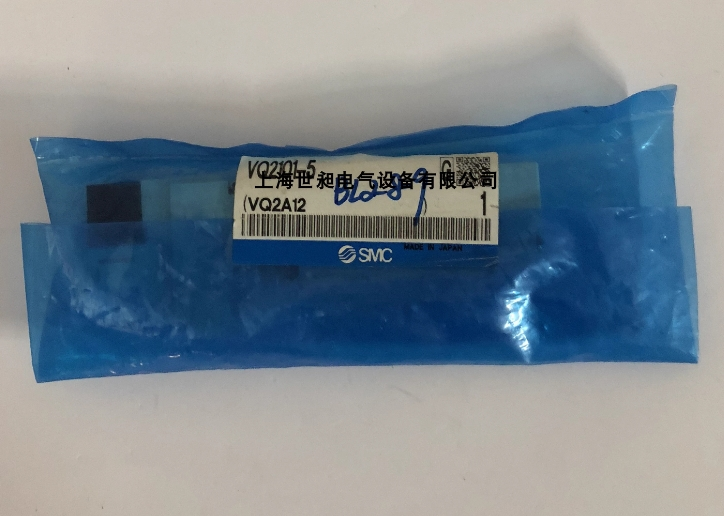 VQ2101-5
上海世昶电气设备有限公司
(VQ2A12
1
SMC
MADE IN JAPAN